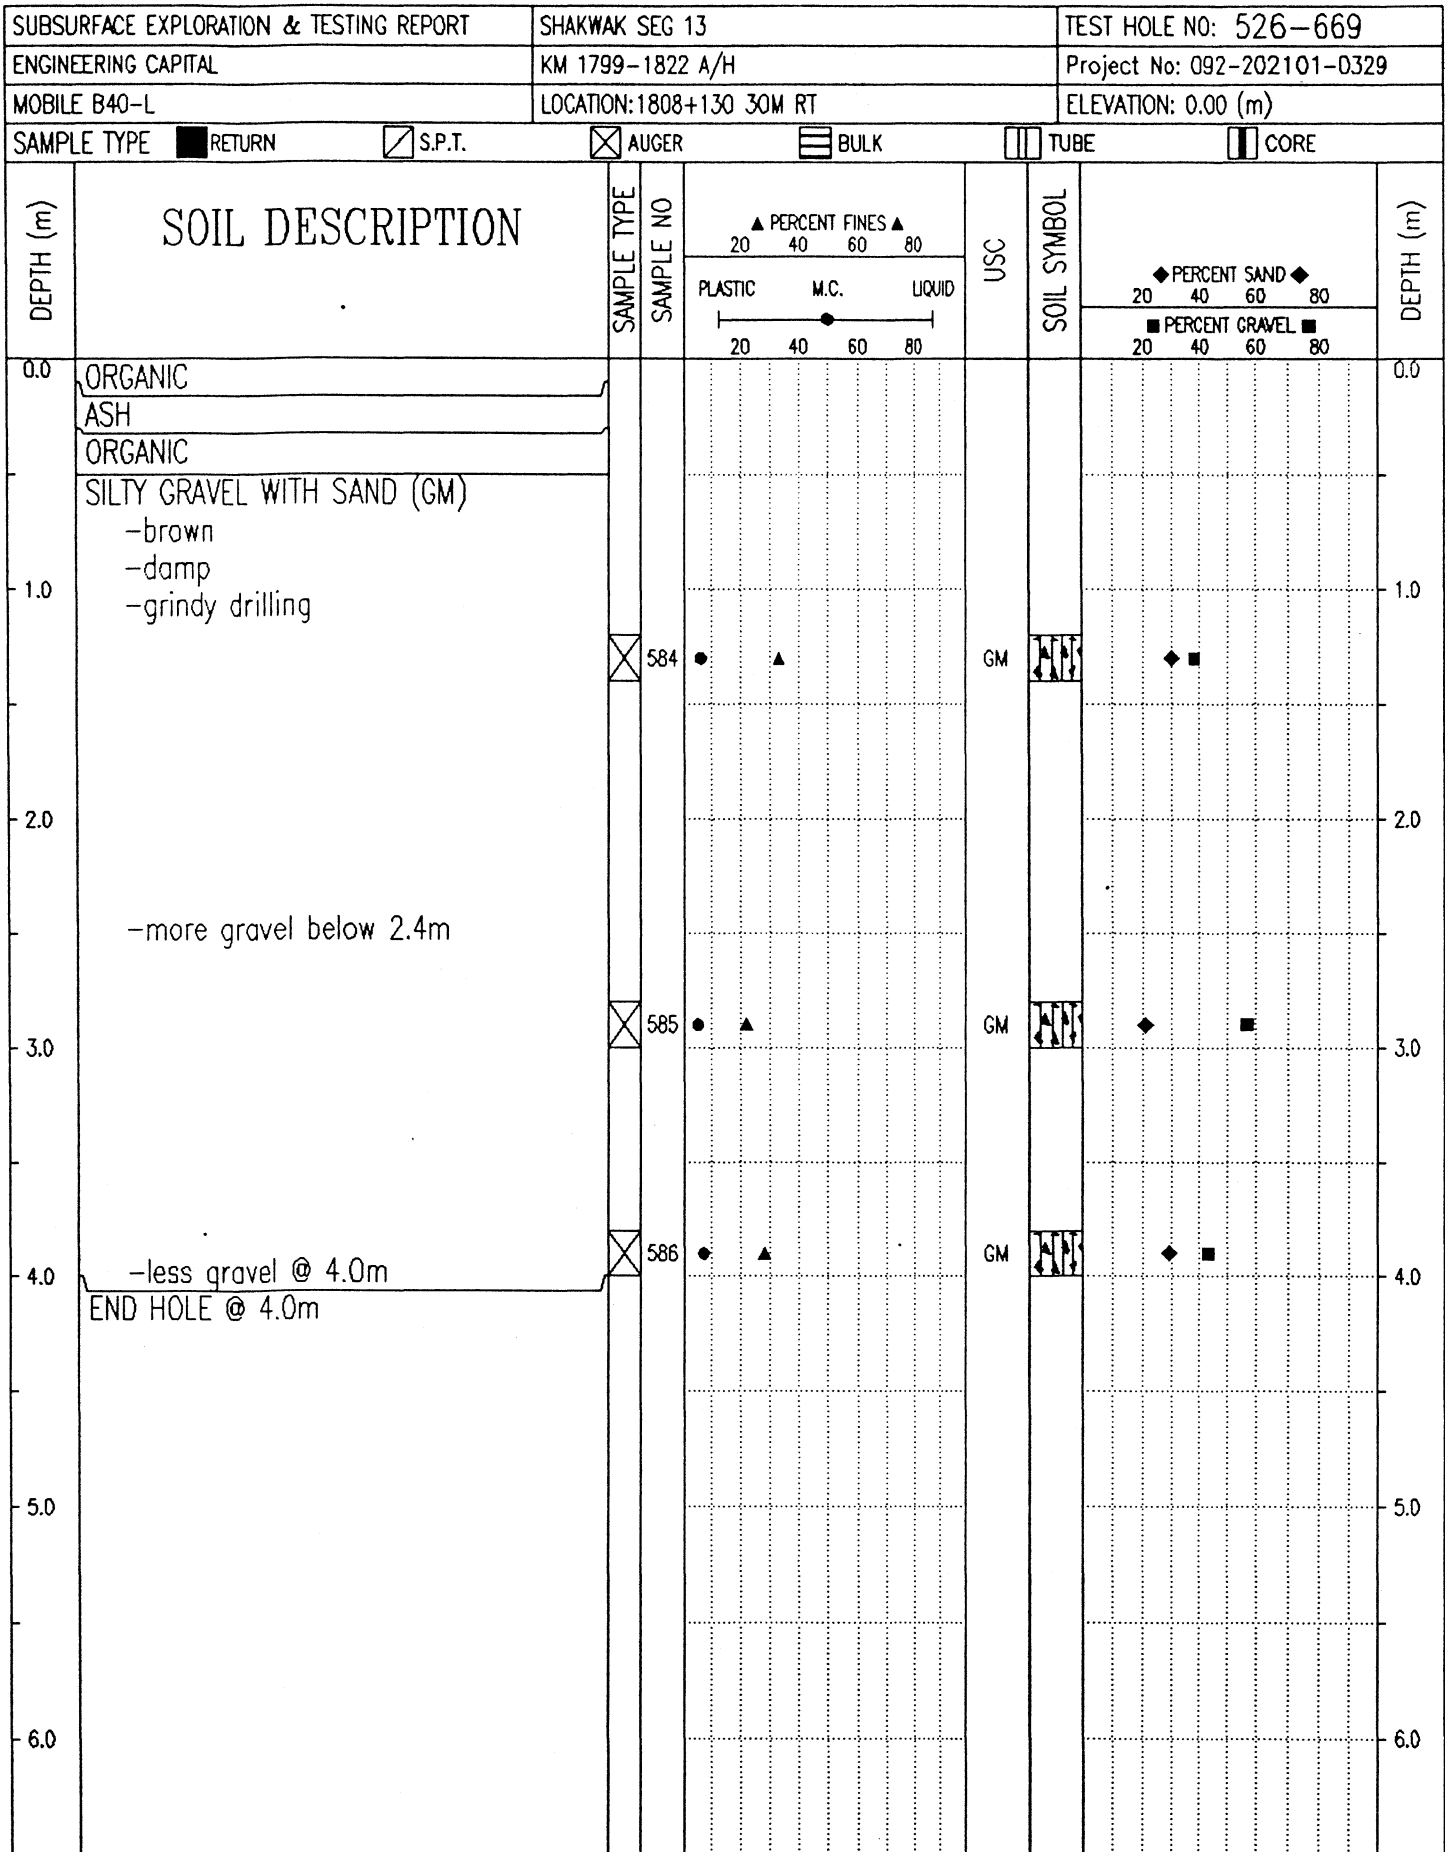 SUBSURFACE EXPLORATION & TESTING REPORT
SHAKWAK SEG 13
TEST HOLE NO: 526-669
ENGINEERING CAPITAL
KM 1799-1822 A/H
Project No: 092-202101-0329
MOBILE B40-L
LOCATION:1808+130 30M RT
ELEVATION: 0.00 (m)
SAMPLE TYPE RETURN S.P.T. AUGER BULK TUBE CORE
DEPTH (m)
SOIL DESCRIPTION
SAMPLE TYPE
SAMPLE NO
▲ PERCENT FINES ▲
20 40 60 80
PLASTIC M.C. LIQUID
20 40 60 80
USC
SOIL SYMBOL
◆ PERCENT SAND ◆
20 40 60 80
■ PERCENT GRAVEL ■
20 40 60 80
DEPTH (m)
0.0 0.0
ORGANIC
ASH
ORGANIC
SILTY GRAVEL WITH SAND (GM)
-brown
-damp
1.0 1.0
-grindy drilling
584 GM
2.0 2.0
-more gravel below 2.4m
585 GM
3.0 3.0
586 GM
-less gravel @ 4.0m
4.0 4.0
END HOLE @ 4.0m
5.0 5.0
6.0 6.0